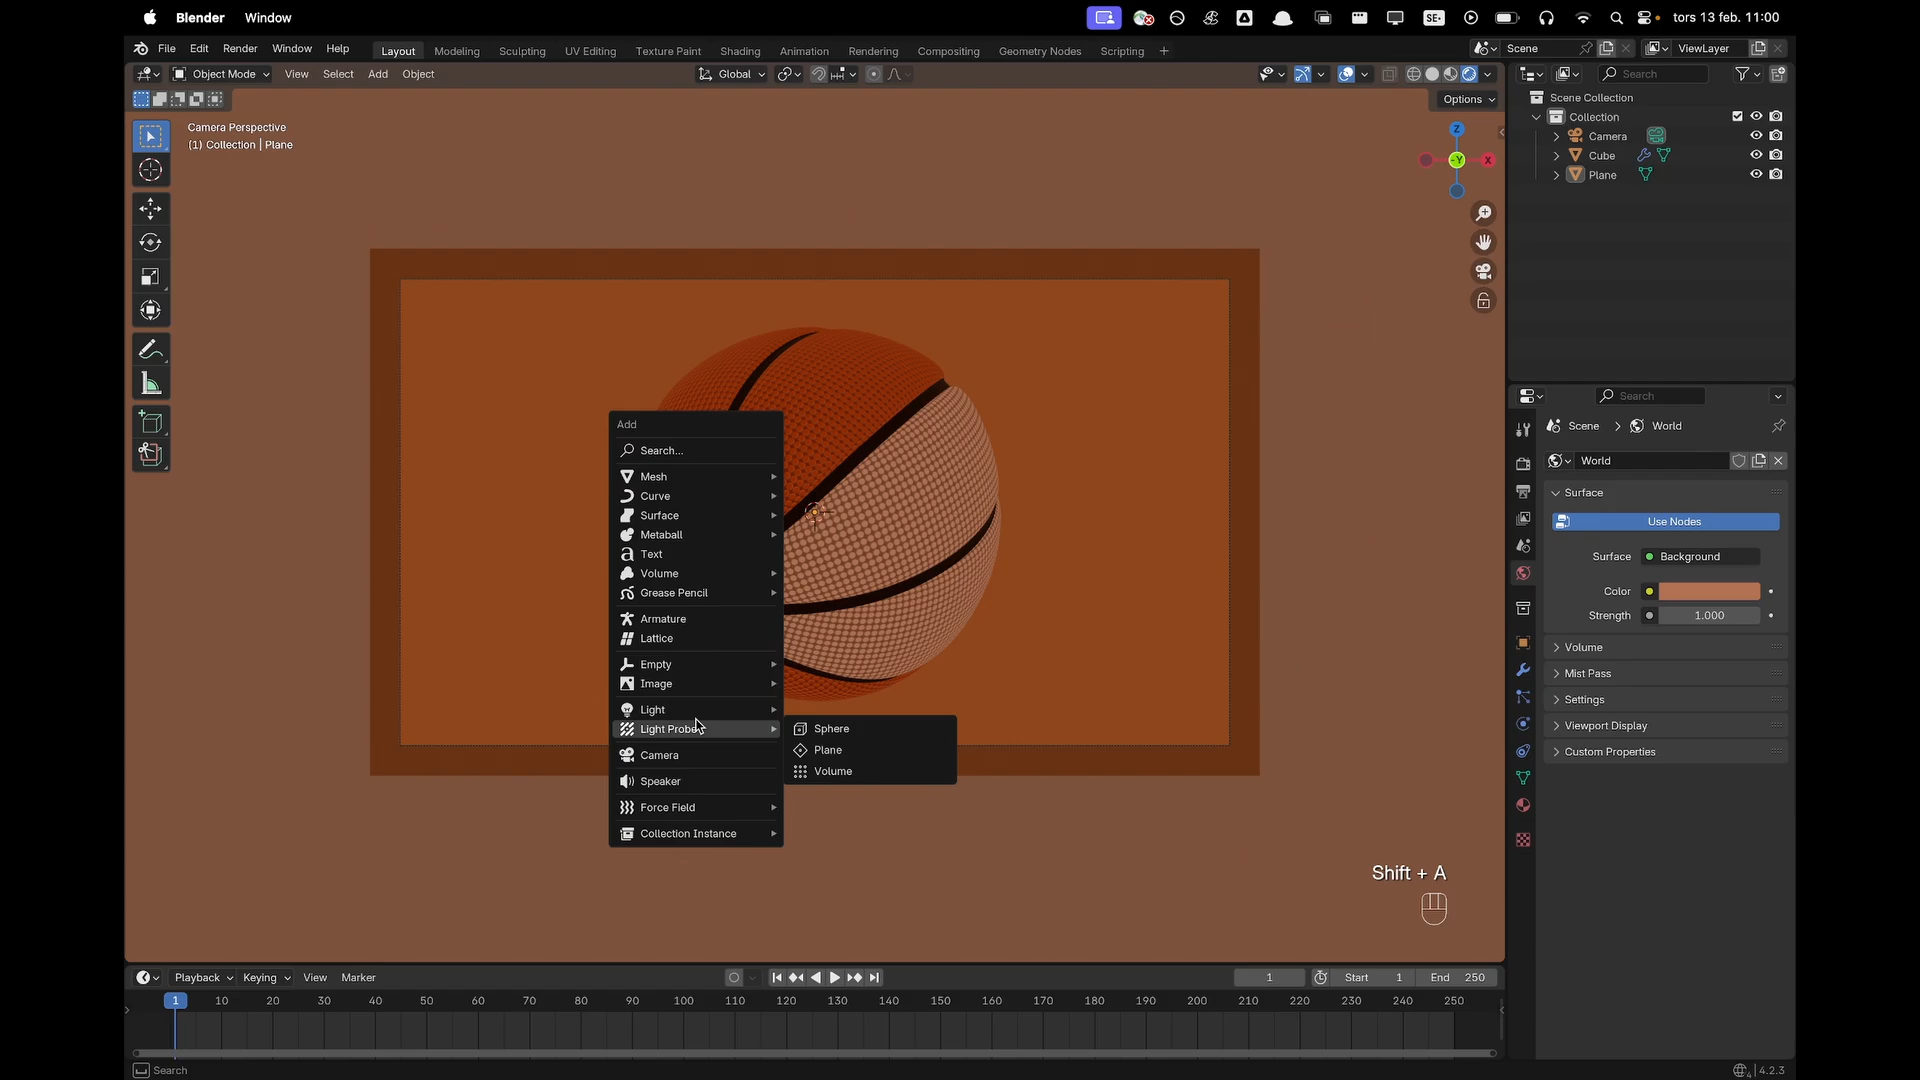 Blender Window
SE
tors 13 feb. 11:00
File Edit Render Window Help
Layout Modeling Sculpting UV Editing Texture Paint Shading Animation Rendering Compositing Geometry Nodes Scripting +
Scene
ViewLayer
Object Mode View Select Add Object
Global
Search
Options
Camera Perspective
(1) Collection | Plane
Z
-Y
X
Scene Collection
Collection
Camera
Cube
Plane
Add
Search...
Mesh
Curve
Surface
Metaball
Text
Volume
Grease Pencil
Armature
Lattice
Empty
Image
Light
Light Probe
Camera
Speaker
Force Field
Collection Instance
Sphere
Plane
Volume
Search
Scene > World
World
Surface
Use Nodes
Surface Background
Color
Strength 1.000
Volume
Mist Pass
Settings
Viewport Display
Custom Properties
Shift + A
Playback Keying View Marker
1
Start 1
End 250
1 10 20 30 40 50 60 70 80 90 100 110 120 130 140 150 160 170 180 190 200 210 220 230 240 250
Search
4.2.3